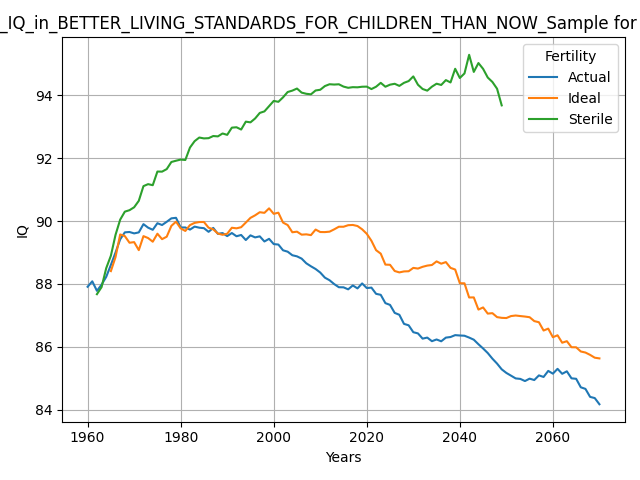 _IQ_in_BETTER_LIVING_STANDARDS_FOR_CHILDREN_THAN_NOW_Sample for
Fertility
Actual
Ideal
Sterile
IQ
94
92
90
88
86
84
1960
1980
2000
2020
2040
2060
Years